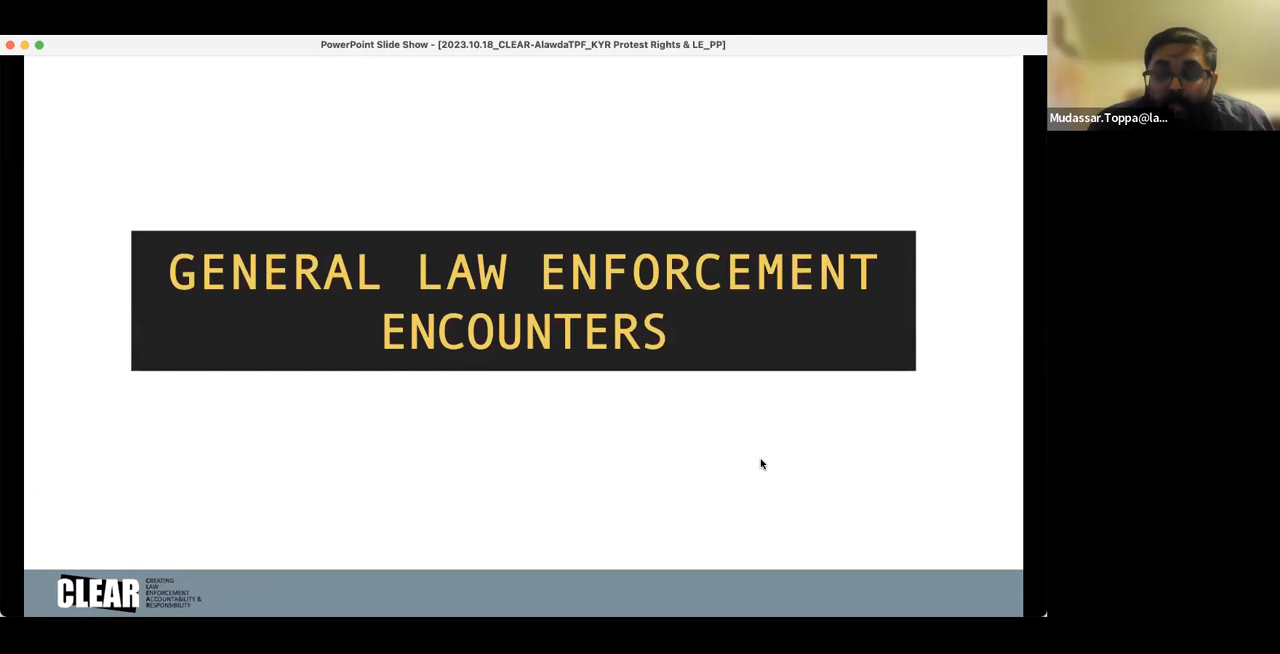 PowerPoint Slide Show - [2023.10.18_CLEAR-AlawdaTPF_KYR Protest Rights & LE_PP]
Mudassar.Toppa@la...
GENERAL LAW ENFORCEMENT
ENCOUNTERS
CLEAR
CREATING
LAW
ENFORCEMENT
ACCOUNTABILITY &
RESPONSIBILITY